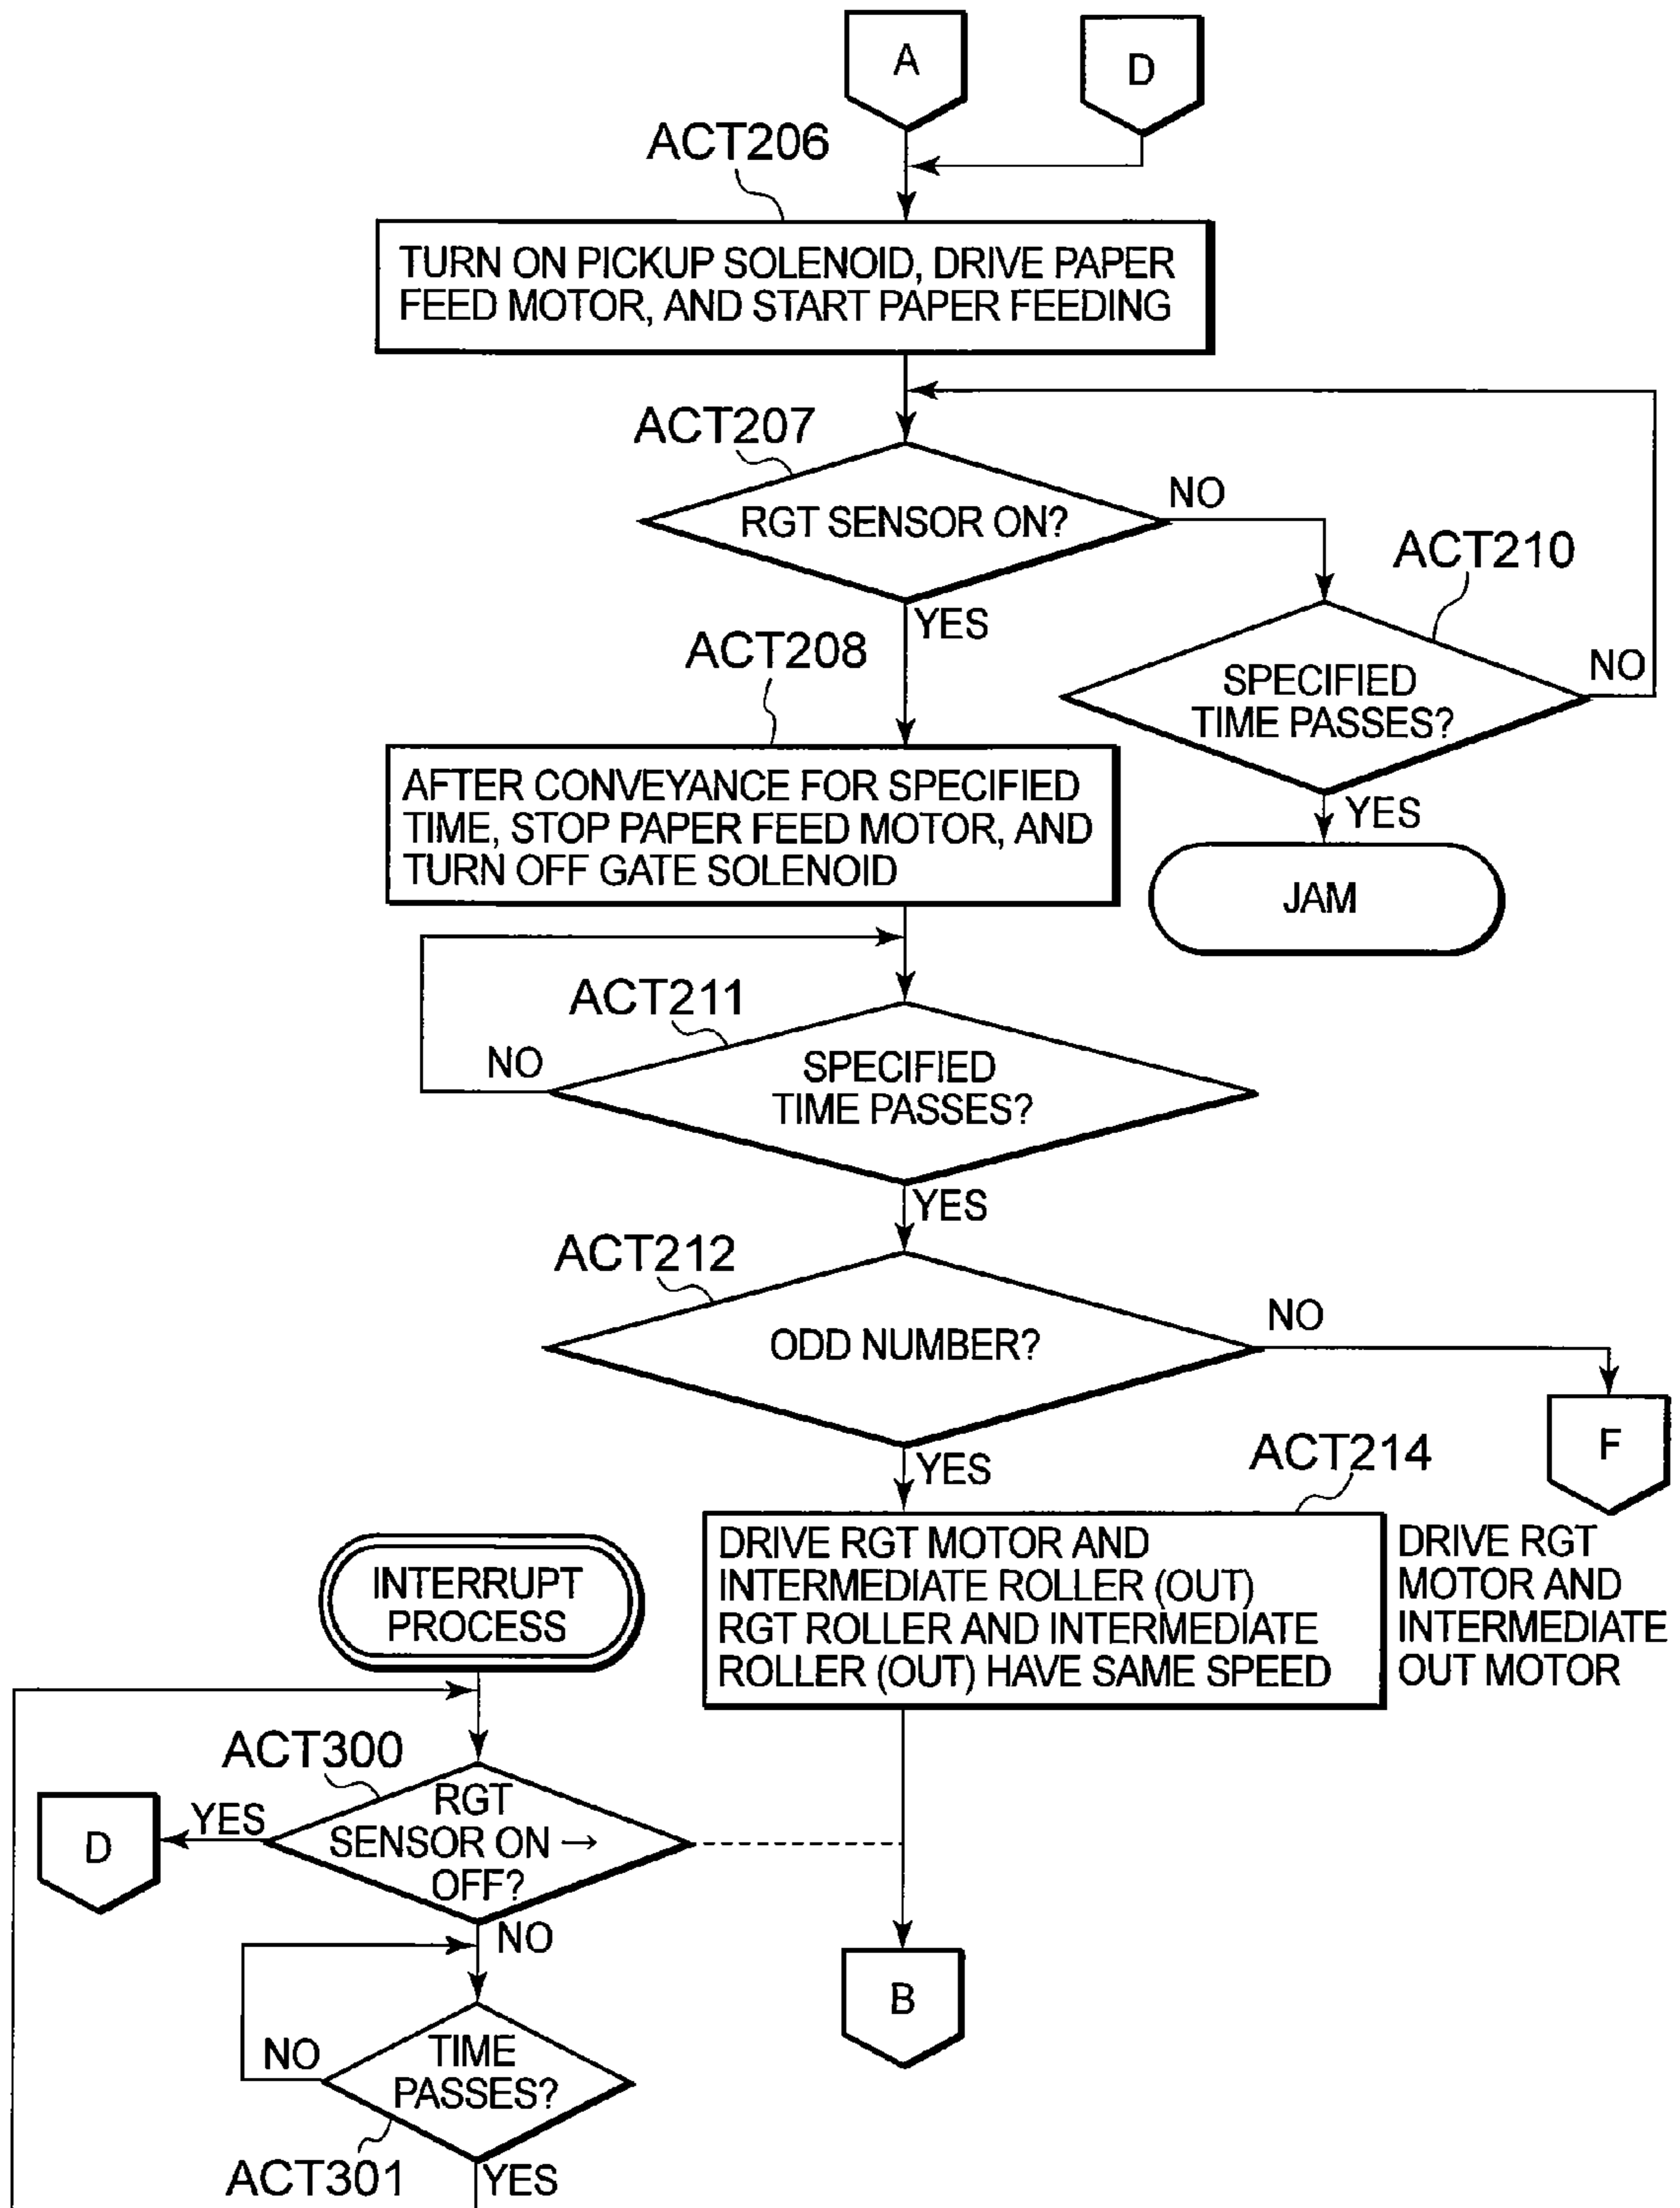 A
D
ACT206
TURN ON PICKUP SOLENOID, DRIVE PAPER
FEED MOTOR, AND START PAPER FEEDING
ACT207
RGT SENSOR ON?
NO
YES
ACT210
SPECIFIED
TIME PASSES?
NO
YES
JAM
ACT208
AFTER CONVEYANCE FOR SPECIFIED
TIME, STOP PAPER FEED MOTOR, AND
TURN OFF GATE SOLENOID
ACT211
SPECIFIED
TIME PASSES?
NO
YES
ACT212
ODD NUMBER?
NO
F
YES
ACT214
DRIVE RGT MOTOR AND
INTERMEDIATE ROLLER (OUT)
RGT ROLLER AND INTERMEDIATE
ROLLER (OUT) HAVE SAME SPEED
DRIVE RGT
MOTOR AND
INTERMEDIATE
OUT MOTOR
INTERRUPT
PROCESS
ACT300
RGT
SENSOR ON →
OFF?
YES
D
NO
B
TIME
PASSES?
NO
ACT301
YES